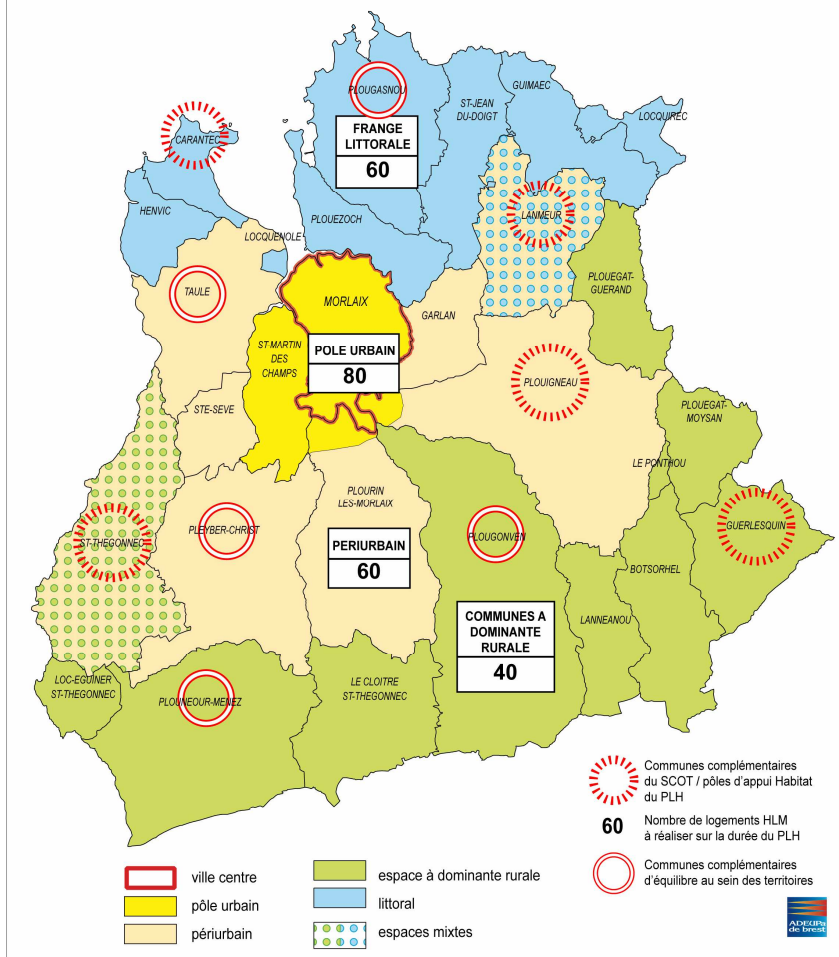 PLOUGASNOU
ST-JEAN
DU-DOIGT
GUIMAEC
LOCQUIREC
CARANTEC
FRANGE
LITTORALE
60
HENVIC
PLOUEZOCH
LANMEUR
LOCQUENOLE
TAULE
PLOUEGAT-
GUERAND
MORLAIX
GARLAN
ST-MARTIN
DES
CHAMPS
POLE URBAIN
80
PLOUIGNEAU
STE-SEVE
PLOUEGAT-
MOYSAN
LE PONTHOU
PLOURIN
LES-MORLAIX
GUERLESQUIN
PLEYBER-CHRIST
ST-THEGONNEC
PLOUGONVEN
PERIURBAIN
60
BOTSORHEL
COMMUNES A
DOMINANTE
RURALE
40
LANNEANOU
LOC-EGUINER
ST-THEGONNEC
LE CLOITRE
ST-THEGONNEC
PLOUNEOUR-MENEZ
Communes complémentaires
du SCOT / pôles d'appui Habitat
du PLH
60 Nombre de logements HLM
à réaliser sur la durée du PLH
Communes complémentaires
d'équilibre au sein des territoires
ville centre
pôle urbain
périurbain
espace à dominante rurale
littoral
espaces mixtes
ADEUPa
de brest